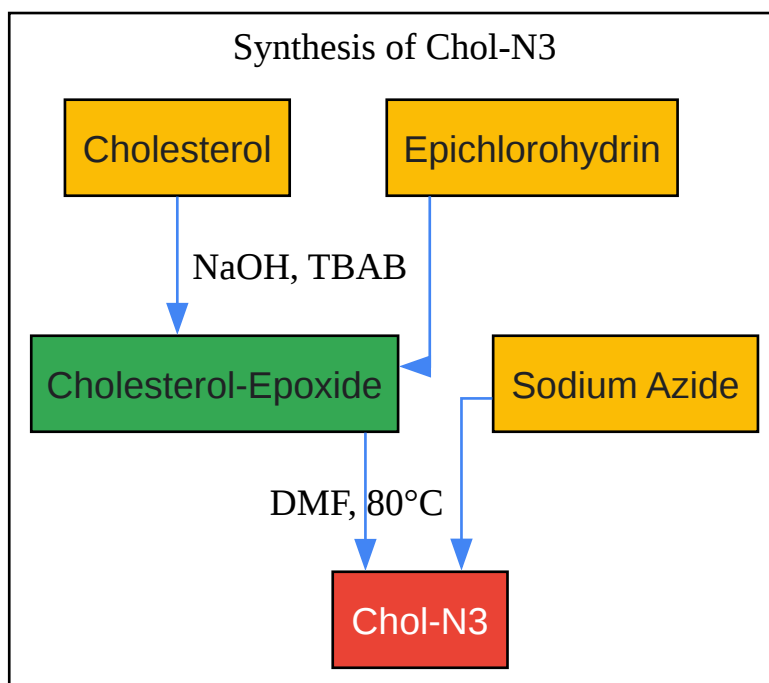 Synthesis of Chol-N3
Cholesterol
Epichlorohydrin
NaOH, TBAB
Cholesterol-Epoxide
Sodium Azide
DMF, 80°C
Chol-N3